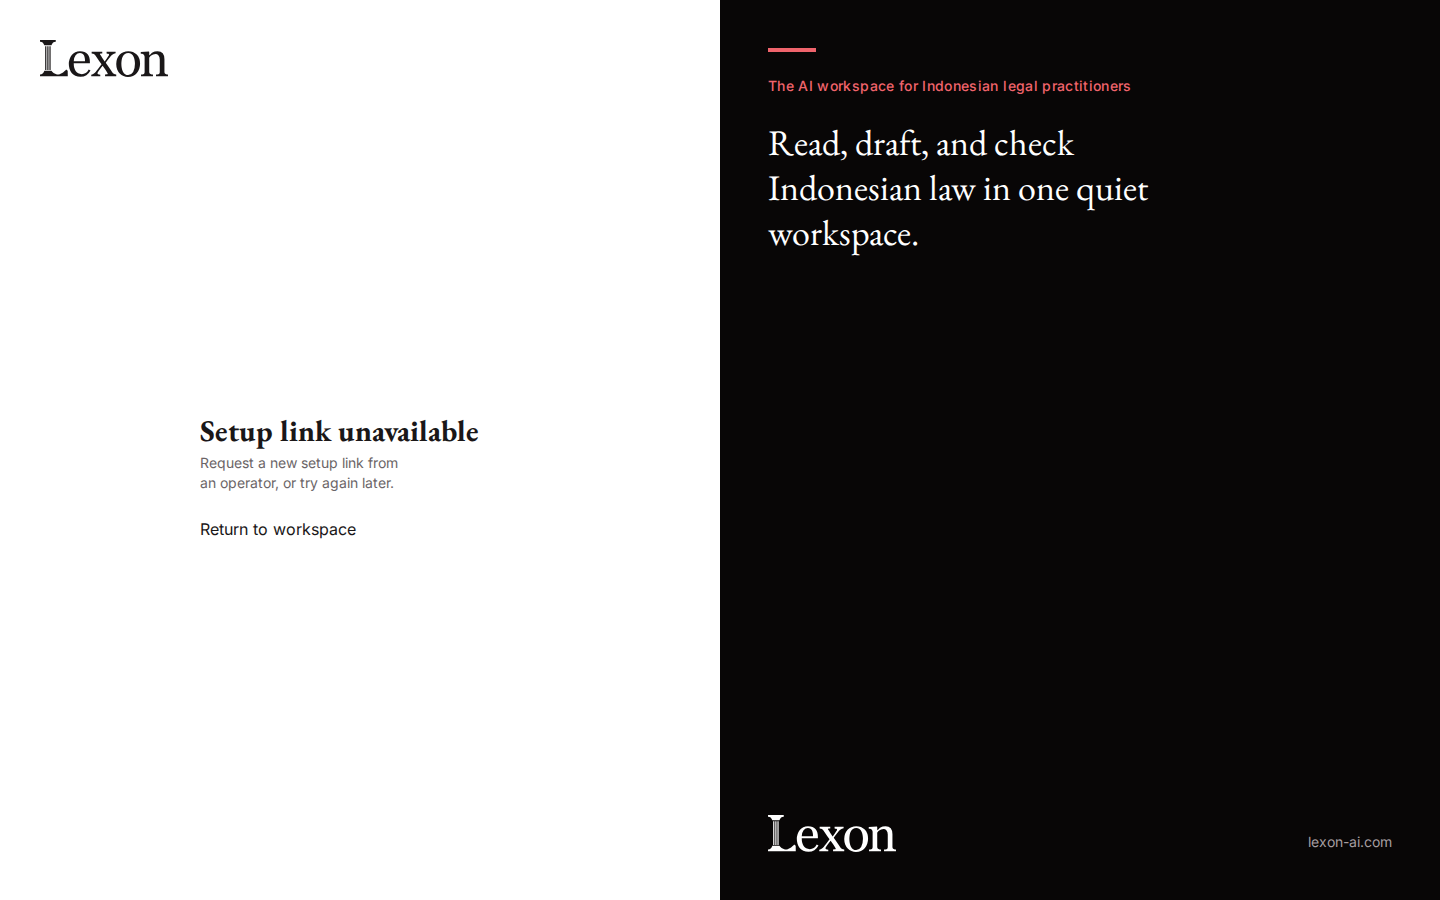 Lexon
Setup link unavailable
Request a new setup link from
an operator, or try again later.
Return to workspace
The AI workspace for Indonesian legal practitioners
Read, draft, and check
Indonesian law in one quiet
workspace.
Lexon
lexon-ai.com